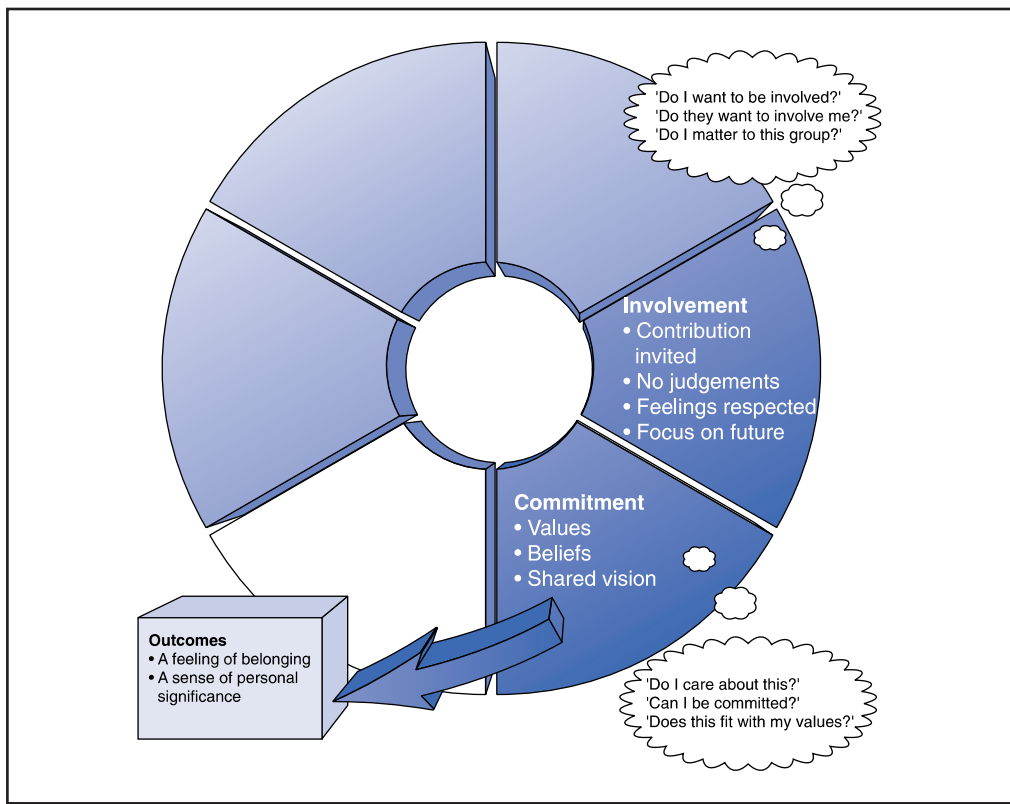 'Do I want to be involved?'
'Do they want to involve me?'
'Do I matter to this group?'
Involvement
• Contribution
invited
• No judgements
• Feelings respected
• Focus on future
Commitment
• Values
• Beliefs
• Shared vision
Outcomes
• A feeling of belonging
• A sense of personal
significance
'Do I care about this?'
'Can I be committed?'
'Does this fit with my values?'